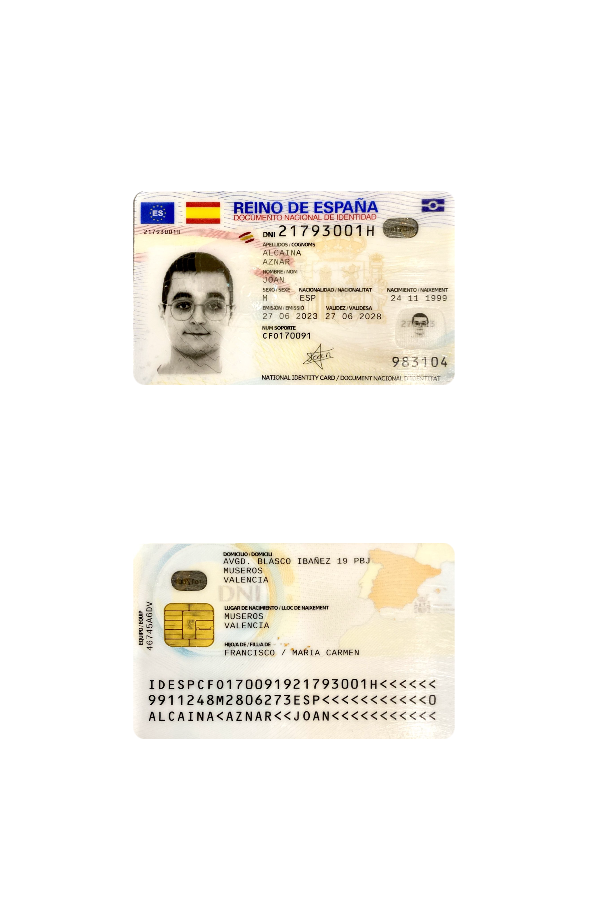 ES
REINO DE ESPAÑA
DOCUMENTO NACIONAL DE IDENTIDAD
21793001H
DNI 21793001H
APELLIDOS / COGNOMS
ALCAINA
AZNAR
NOMBRE / NOM
JOAN
SEXO / SEXE NACIONALIDAD / NACIONALITAT NACIMIENTO / NAIXEMENT
M ESP 24 11 1999
EMISIÓN / EMISSIÓ VALIDEZ / VALIDESA
27 06 2023 27 06 2028
NUM SOPORTE
CFO170091
983104
NATIONAL IDENTITY CARD / DOCUMENT NACIONAL D'IDENTITAT
DOMICILIO / DOMICILI
AVGD. BLASCO IBAÑEZ 19 PBJ
MUSEROS
VALENCIA
DNI
LUGAR DE NACIMIENTO / LLOC DE NAIXEMENT
MUSEROS
VALENCIA
HIJO/A DE / FILL/A DE
FRANCISCO / MARIA CARMEN
EQUIPO / EQUIP
46745A6DV
IDESPCFO170091921793001H<<<<<<
9911248M2806273ESP<<<<<<<<<<<0
ALCAINA<AZNAR<<JOAN<<<<<<<<<<<